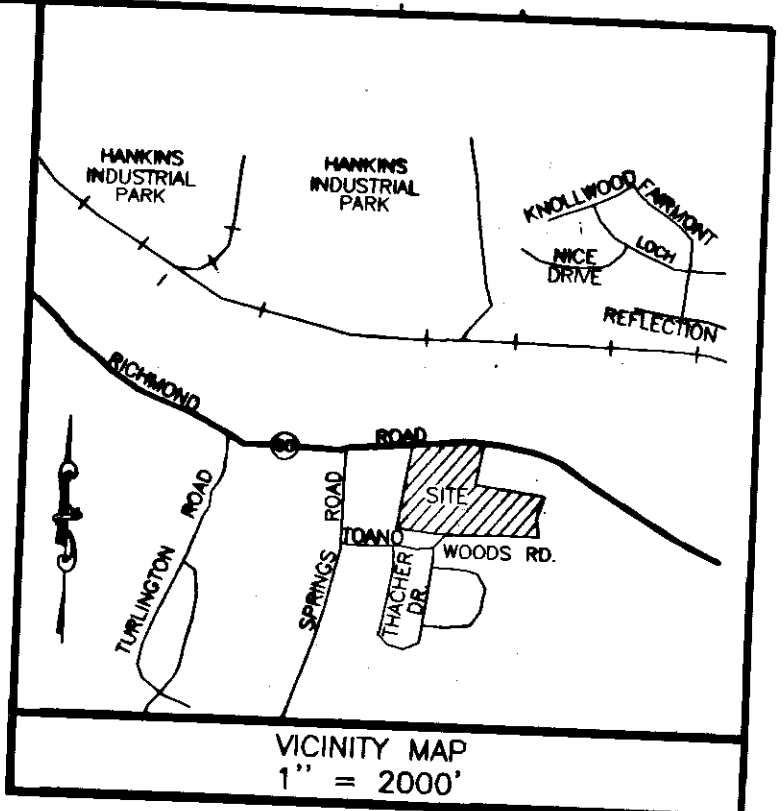 HANKINS
INDUSTRIAL
PARK
HANKINS
INDUSTRIAL
PARK
KNOLLWOOD
FAIRMONT
LOCH
NICE
DRIVE
REFLECTION
RICHMOND
ROAD
ROAD
ROAD
SITE
TOANO
WOODS RD.
TURLINGTON
SPRINGS
THACHER
DR.
VICINITY MAP
1" = 2000'